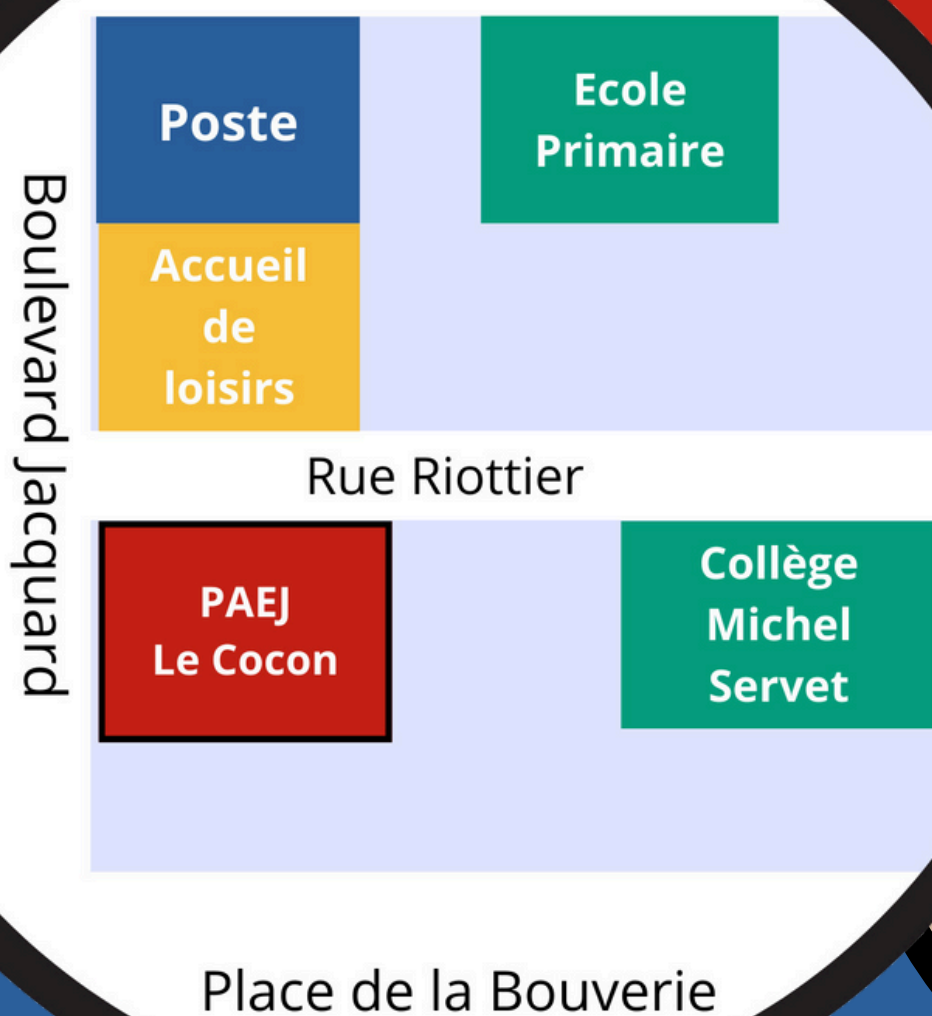 Poste
Ecole
Primaire
Accueil
de
loisirs
Boulevard Jacquard
Rue Riottier
PAEJ
Le Cocon
Collège
Michel
Servet
Place de la Bouverie